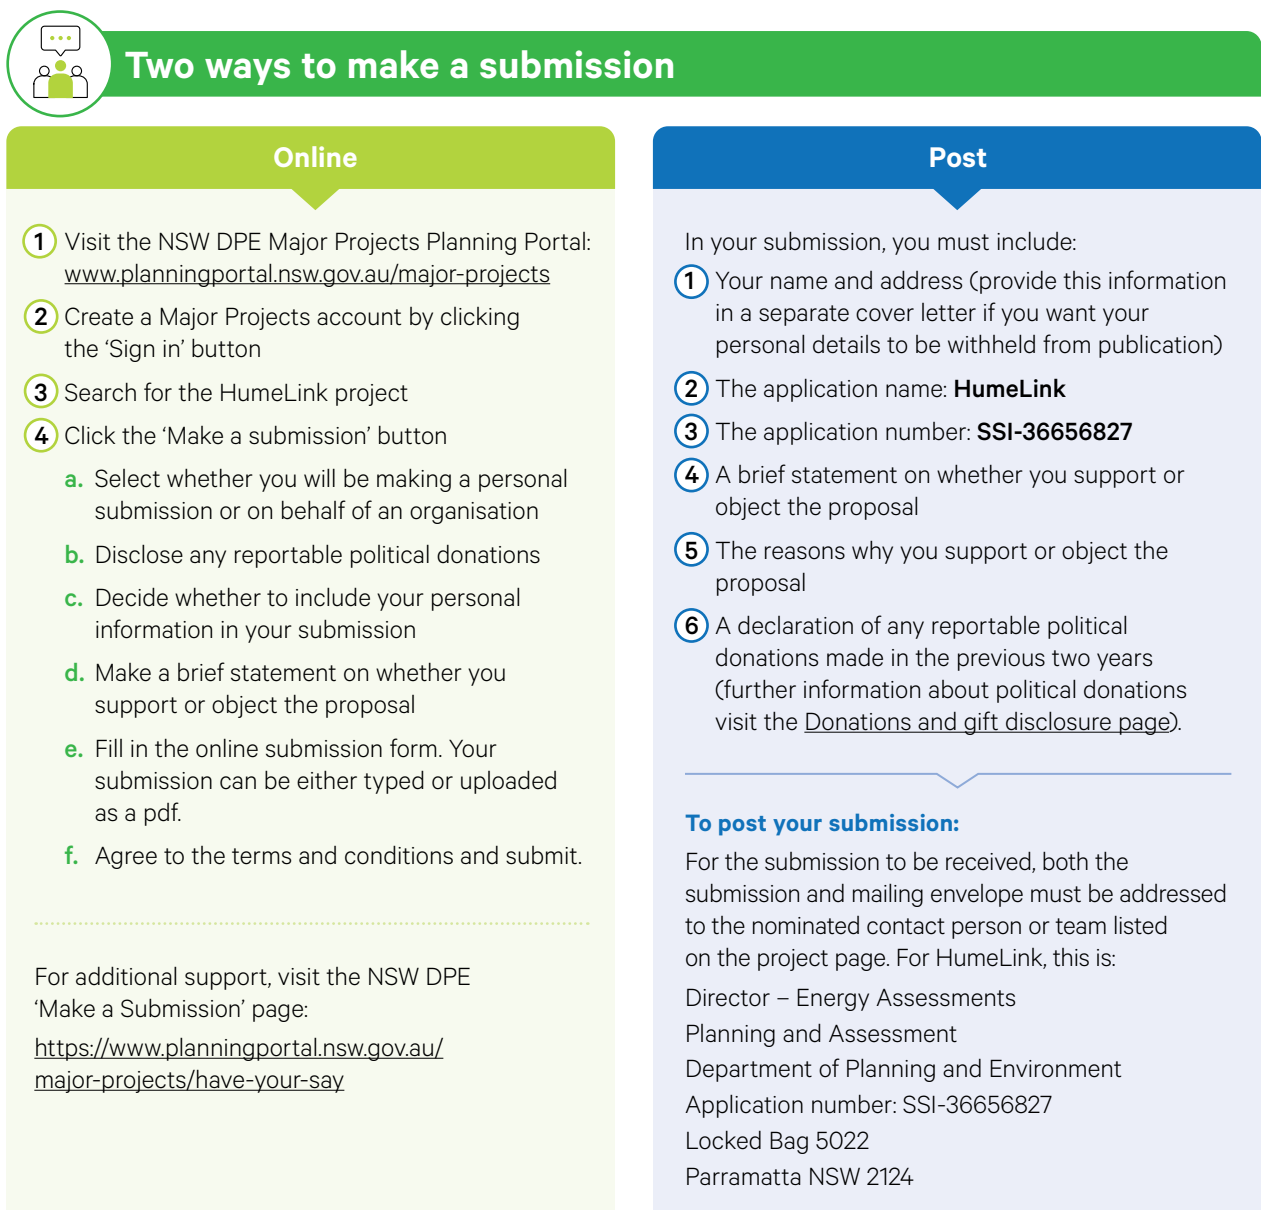 Two ways to make a submission
Online
1 Visit the NSW DPE Major Projects Planning Portal:
www.planningportal.nsw.gov.au/major-projects
2 Create a Major Projects account by clicking
the ‘Sign in’ button
3 Search for the HumeLink project
4 Click the ‘Make a submission’ button
a. Select whether you will be making a personal
submission or on behalf of an organisation
b. Disclose any reportable political donations
c. Decide whether to include your personal
information in your submission
d. Make a brief statement on whether you
support or object the proposal
e. Fill in the online submission form. Your
submission can be either typed or uploaded
as a pdf.
f. Agree to the terms and conditions and submit.
For additional support, visit the NSW DPE
‘Make a Submission’ page:
https://www.planningportal.nsw.gov.au/
major-projects/have-your-say
Post
In your submission, you must include:
1 Your name and address (provide this information
in a separate cover letter if you want your
personal details to be withheld from publication)
2 The application name: HumeLink
3 The application number: SSI-36656827
4 A brief statement on whether you support or
object the proposal
5 The reasons why you support or object the
proposal
6 A declaration of any reportable political
donations made in the previous two years
(further information about political donations
visit the Donations and gift disclosure page).
To post your submission:
For the submission to be received, both the
submission and mailing envelope must be addressed
to the nominated contact person or team listed
on the project page. For HumeLink, this is:
Director – Energy Assessments
Planning and Assessment
Department of Planning and Environment
Application number: SSI-36656827
Locked Bag 5022
Parramatta NSW 2124